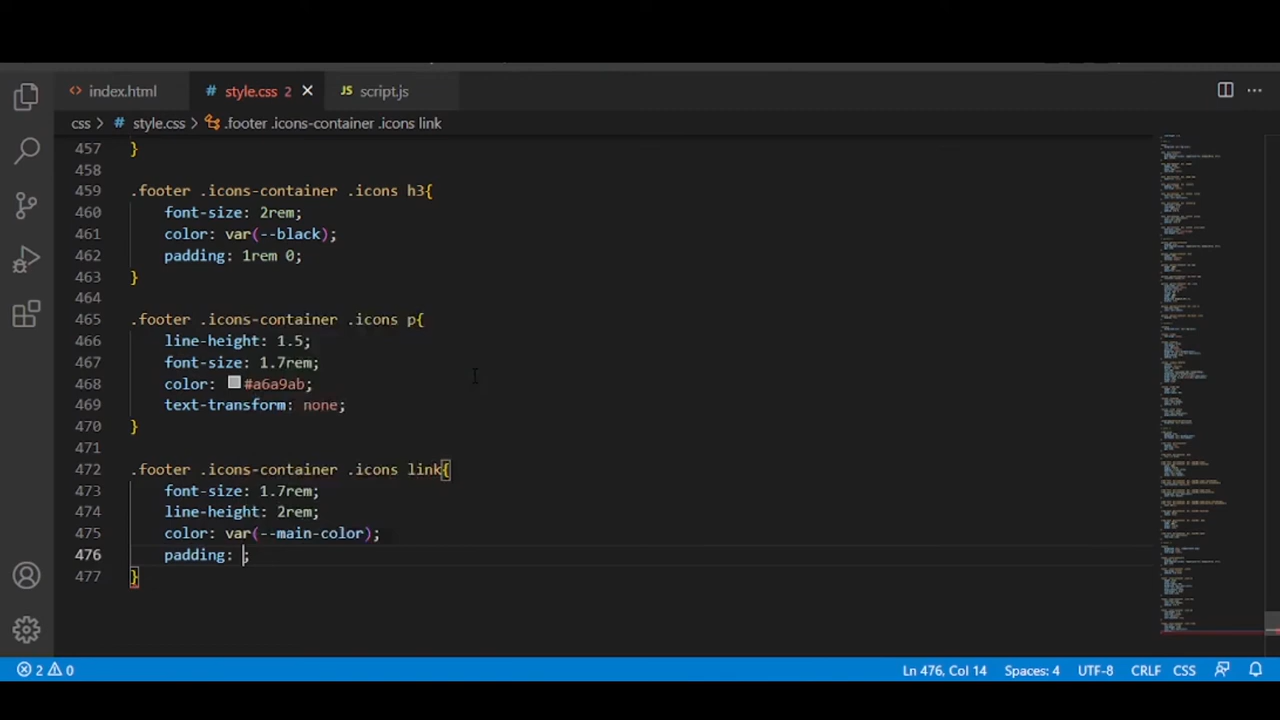 index.html
style.css 2
script.js
css > style.css > .footer .icons-container .icons link
457 }
458
459 .footer .icons-container .icons h3{
460 font-size: 2rem;
461 color: var(--black);
462 padding: 1rem 0;
463 }
464
465 .footer .icons-container .icons p{
466 line-height: 1.5;
467 font-size: 1.7rem;
468 color: #a6a9ab;
469 text-transform: none;
470 }
471
472 .footer .icons-container .icons link{
473 font-size: 1.7rem;
474 line-height: 2rem;
475 color: var(--main-color);
476 padding: ;
477 }
2 0
Ln 476, Col 14
Spaces: 4
UTF-8
CRLF
CSS